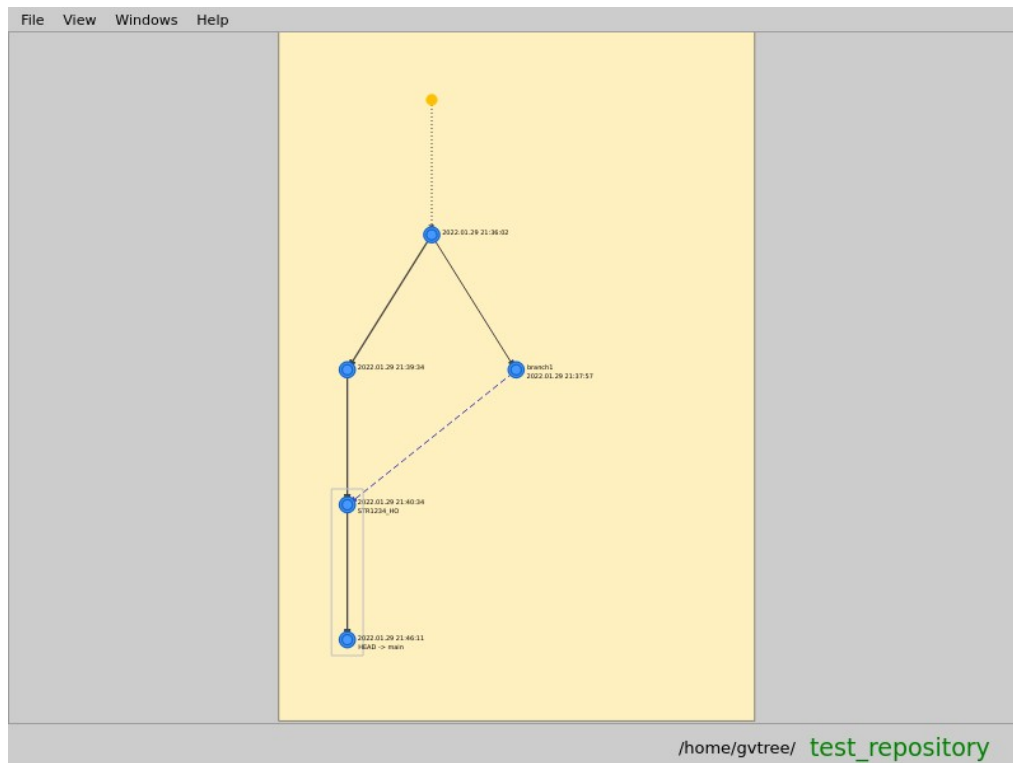 File View Windows Help
2022.01.29 21:36:02
2022.01.29 21:39:34
branch1
2022.01.29 21:37:57
2022.01.29 21:40:34
STR1234_HO
2022.01.29 21:46:11
HEAD -> main
/home/gvtree/ test_repository